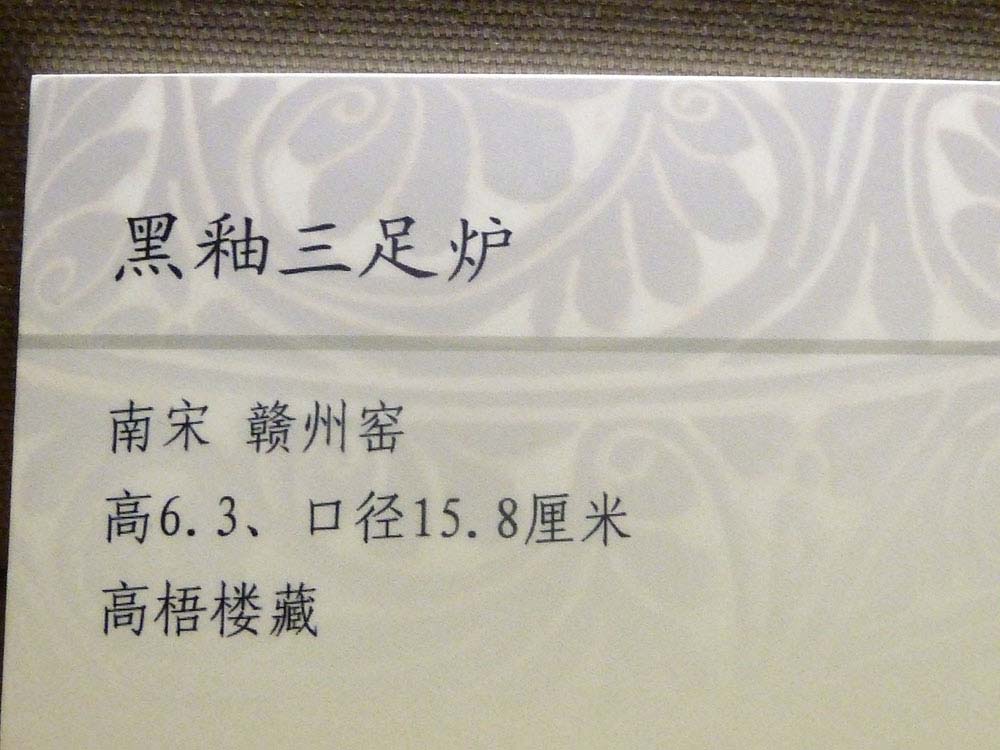 黑釉三足炉
南宋 赣州窑
高6.3、口径15.8厘米
高梧楼藏